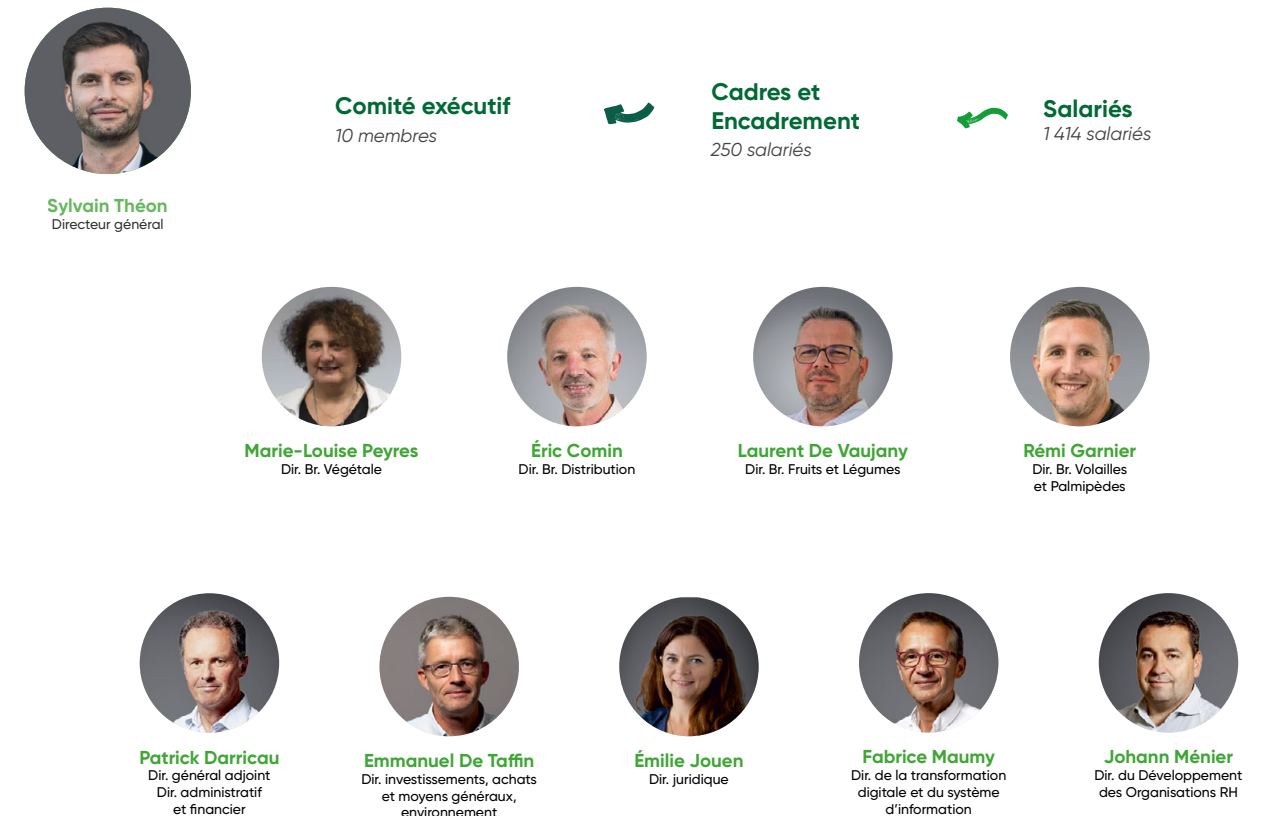 Comité exécutif
10 membres
Cadres et
Encadrement
250 salariés
Salariés
1 414 salariés
Sylvain Théon
Directeur général
Marie-Louise Peyres
Dir. Br. Végétale
Éric Comin
Dir. Br. Distribution
Laurent De Vaujany
Dir. Br. Fruits et Légumes
Rémi Garnier
Dir. Br. Volailles
et Palmipèdes
Patrick Darricau
Dir. général adjoint
Dir. administratif
et financier
Emmanuel De Taffin
Dir. investissements, achats
et moyens généraux,
environnement
Émilie Jouen
Dir. juridique
Fabrice Maumy
Dir. de la transformation
digitale et du système
d'information
Johann Ménier
Dir. du Développement
des Organisations RH